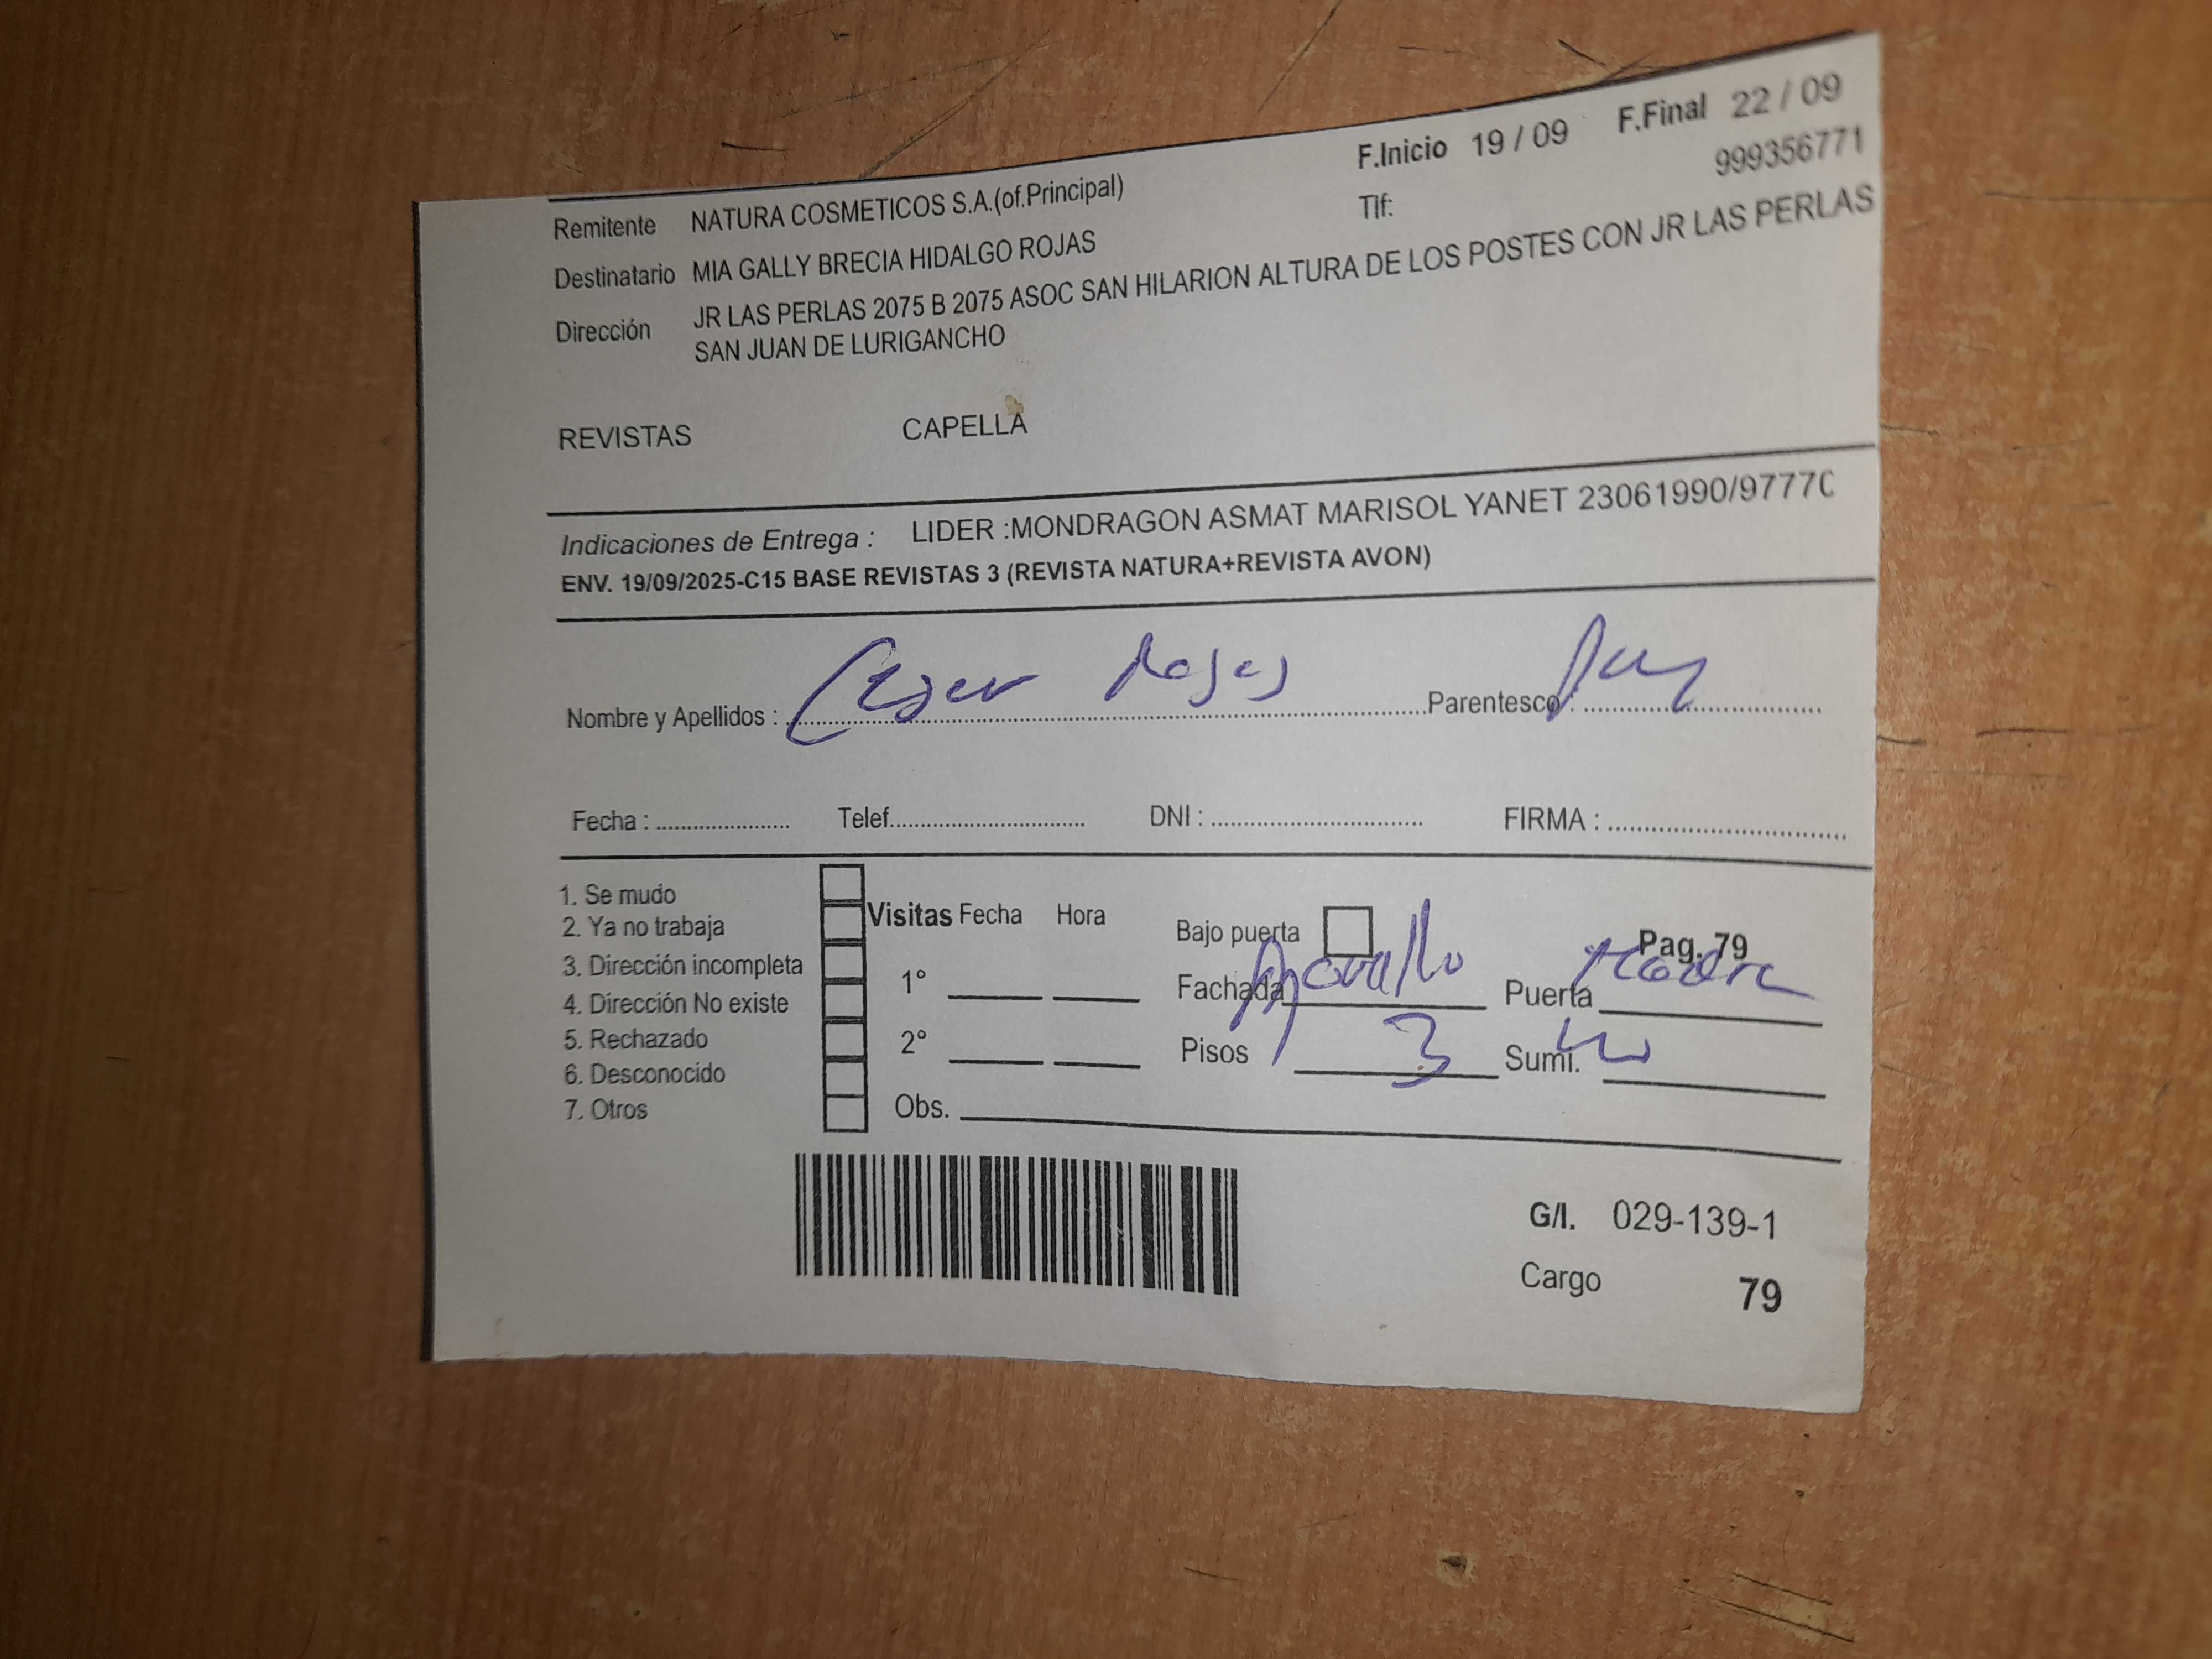 F.Inicio 19 / 09 F.Final 22 / 09
Remitente NATURA COSMETICOS S.A.(of.Principal) Tlf: 999356771
Destinatario MIA GALLY BRECIA HIDALGO ROJAS
Dirección JR LAS PERLAS 2075 B 2075 ASOC SAN HILARION ALTURA DE LOS POSTES CON JR LAS PERLAS
SAN JUAN DE LURIGANCHO
REVISTAS CAPELLA
Indicaciones de Entrega : LIDER :MONDRAGON ASMAT MARISOL YANET 23061990/9777
ENV. 19/09/2025-C15 BASE REVISTAS 3 (REVISTA NATURA+REVISTA AVON)
Nombre y Apellidos : Rojas Parentesco :
Fecha : Telef. DNI : FIRMA :
1. Se mudo
2. Ya no trabaja
3. Dirección incompleta
4. Dirección No existe
5. Rechazado
6. Desconocido
7. Otros
Visitas Fecha Hora
1°
2°
Obs.
Bajo puerta Pag. 79
Fachada Puerta
Pisos 3 Sumi.
G/I. 029-139-1
Cargo 79